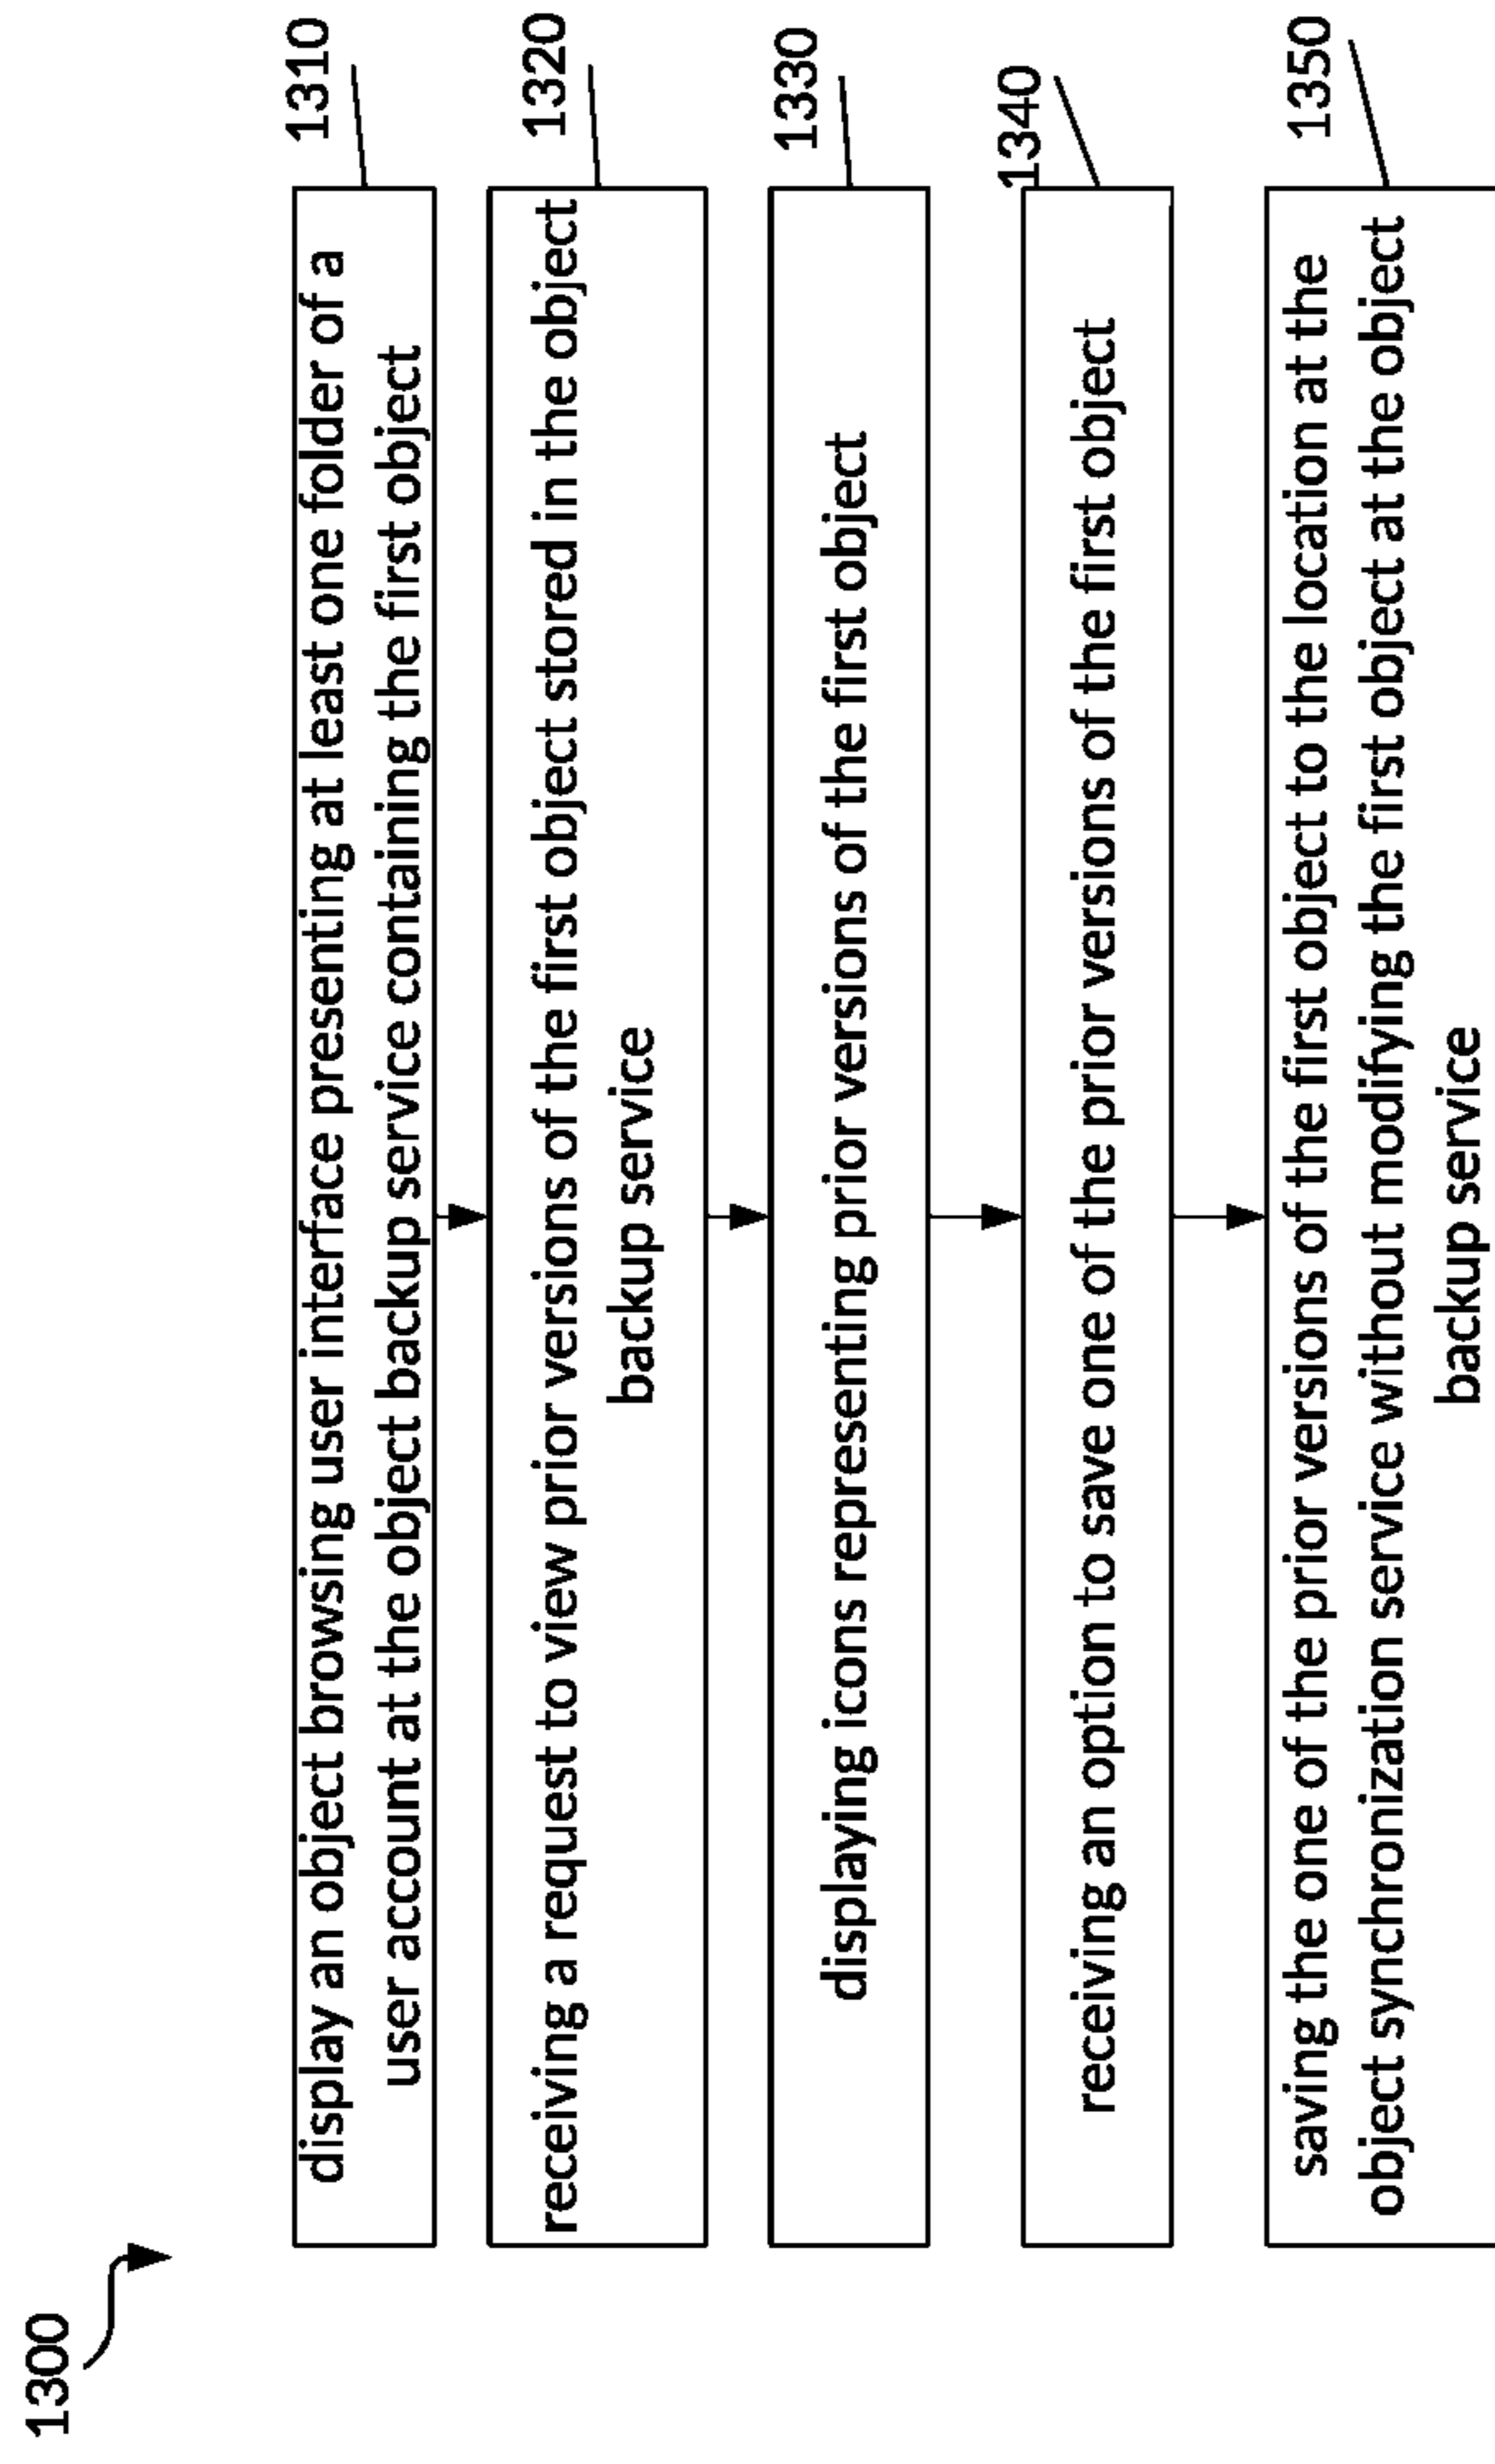 1300
display an object browsing user interface presenting at least one folder of a
user account at the object backup service containing the first object
1310
receiving a request to view prior versions of the first object stored in the object
backup service
1320
displaying icons representing prior versions of the first object
1330
receiving an option to save one of the prior versions of the first object
1340
saving the one of the prior versions of the first object to the location at the
object synchronization service without modifying the first object at the object
backup service
1350